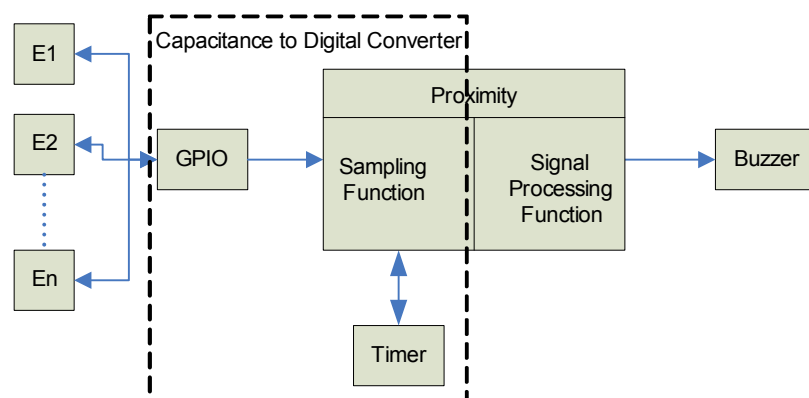 Capacitance to Digital Converter
E1
E2
En
GPIO
Proximity
Sampling
Function
Signal
Processing
Function
Buzzer
Timer